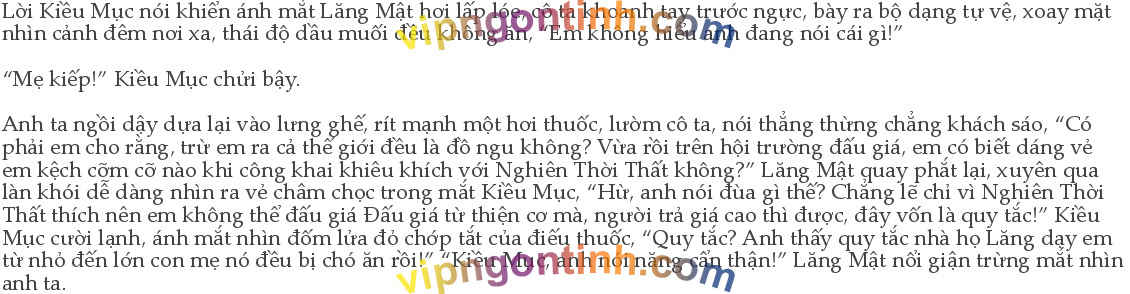 Lời Kiều Mục nói khiến ánh mắt Lăng Mật hơi lấp lóe, cô ta khoanh tay trước ngực, bày ra bộ dạng tự vệ, xoay mặt
nhìn cảnh đêm nơi xa, thái độ dầu muối đều không ăn, “Em không hiểu anh đang nói cái gì!”
“Mẹ kiếp!” Kiều Mục chửi bậy.
Anh ta ngồi dậy dựa lại vào lưng ghế, rít mạnh một hơi thuốc, lườm cô ta, nói thẳng thừng chẳng khách sáo, “Có
phải em cho rằng, trừ em ra cả thế giới đều là đồ ngu không? Vừa rồi trên hội trường đấu giá, em có biết dáng vẻ
em kệch cỡm cỡ nào khi công khai khiêu khích với Nghiên Thời Thất không?” Lăng Mật quay phắt lại, xuyên qua
làn khói dễ dàng nhìn ra vẻ châm chọc trong mắt Kiều Mục, “Hừ, anh nói đùa gì thế? Chẳng lẽ chỉ vì Nghiên Thời
Thất thích nên em không thể đấu giá Đấu giá từ thiện cơ mà, người trả giá cao thì được, đây vốn là quy tắc!” Kiều
Mục cười lạnh, ánh mắt nhìn đốm lửa đỏ chớp tắt của điếu thuốc, “Quy tắc? Anh thấy quy tắc nhà họ Lăng dạy em
từ nhỏ đến lớn con mẹ nó đều bị chó ăn rồi!” “Kiều Mục, anh nói năng cẩn thận!” Lăng Mật nổi giận trừng mắt nhìn
anh ta.
vipngontinh.com
vipngontinh.com